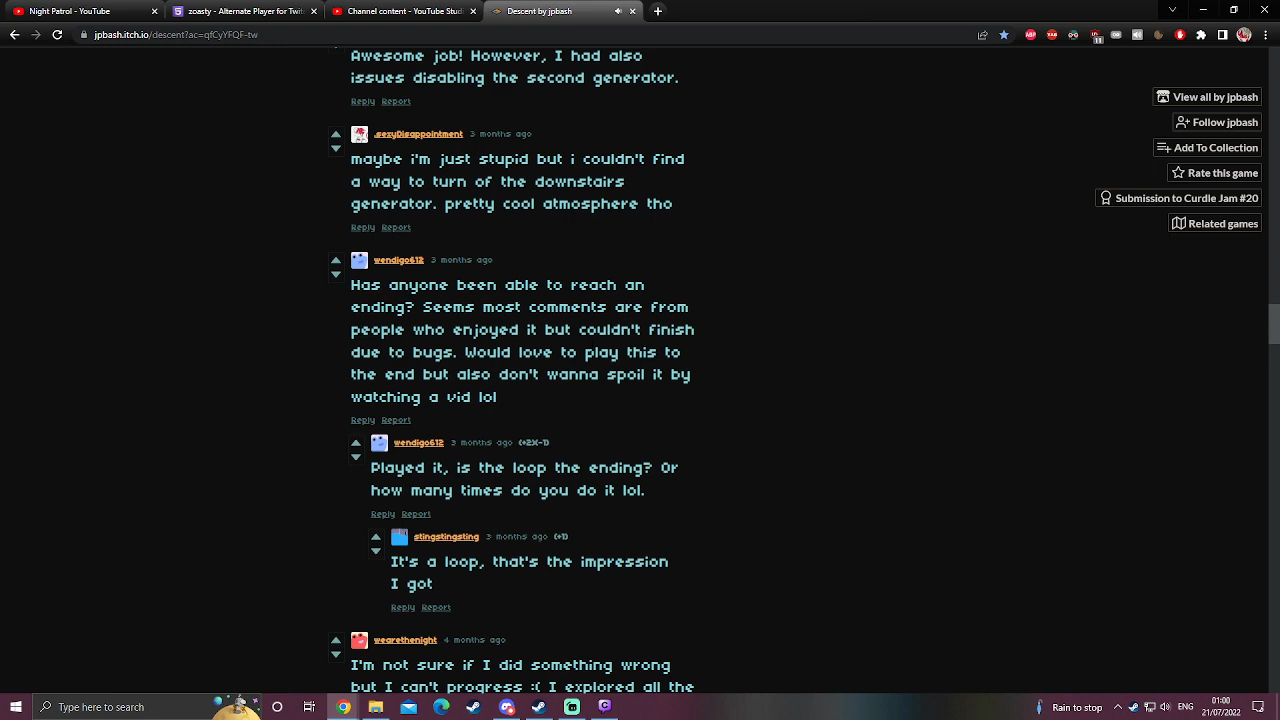 Night Patrol - YouTube
zoasty - Alternate Player for Twit
Channel content - YouTube Stud
Descent by jpbash
jpbash.itch.io/descent?ac=qfCyYFQF-tw
11
Awesome job! However, I had also
issues disabling the second generator.
Reply Report
View all by jpbash
Follow jpbash
Add To Collection
Rate this game
Submission to Curdle Jam #20
Related games
.sexyDisappointment 3 months ago
maybe i'm just stupid but i couldn't find
a way to turn of the downstairs
generator. pretty cool atmosphere tho
Reply Report
wendigo612 3 months ago
Has anyone been able to reach an
ending? Seems most comments are from
people who enjoyed it but couldn't finish
due to bugs. Would love to play this to
the end but also don't wanna spoil it by
watching a vid lol
Reply Report
wendigo612 3 months ago (+2)(-1)
Played it, is the loop the ending? Or
how many times do you do it lol.
Reply Report
stingstingsting 3 months ago (+1)
It's a loop, that's the impression
I got
Reply Report
wearethenight 4 months ago
I'm not sure if I did something wrong
but I can't progress :( I explored all the
Type here to search
Rain to stop
01:00
21/07/2022